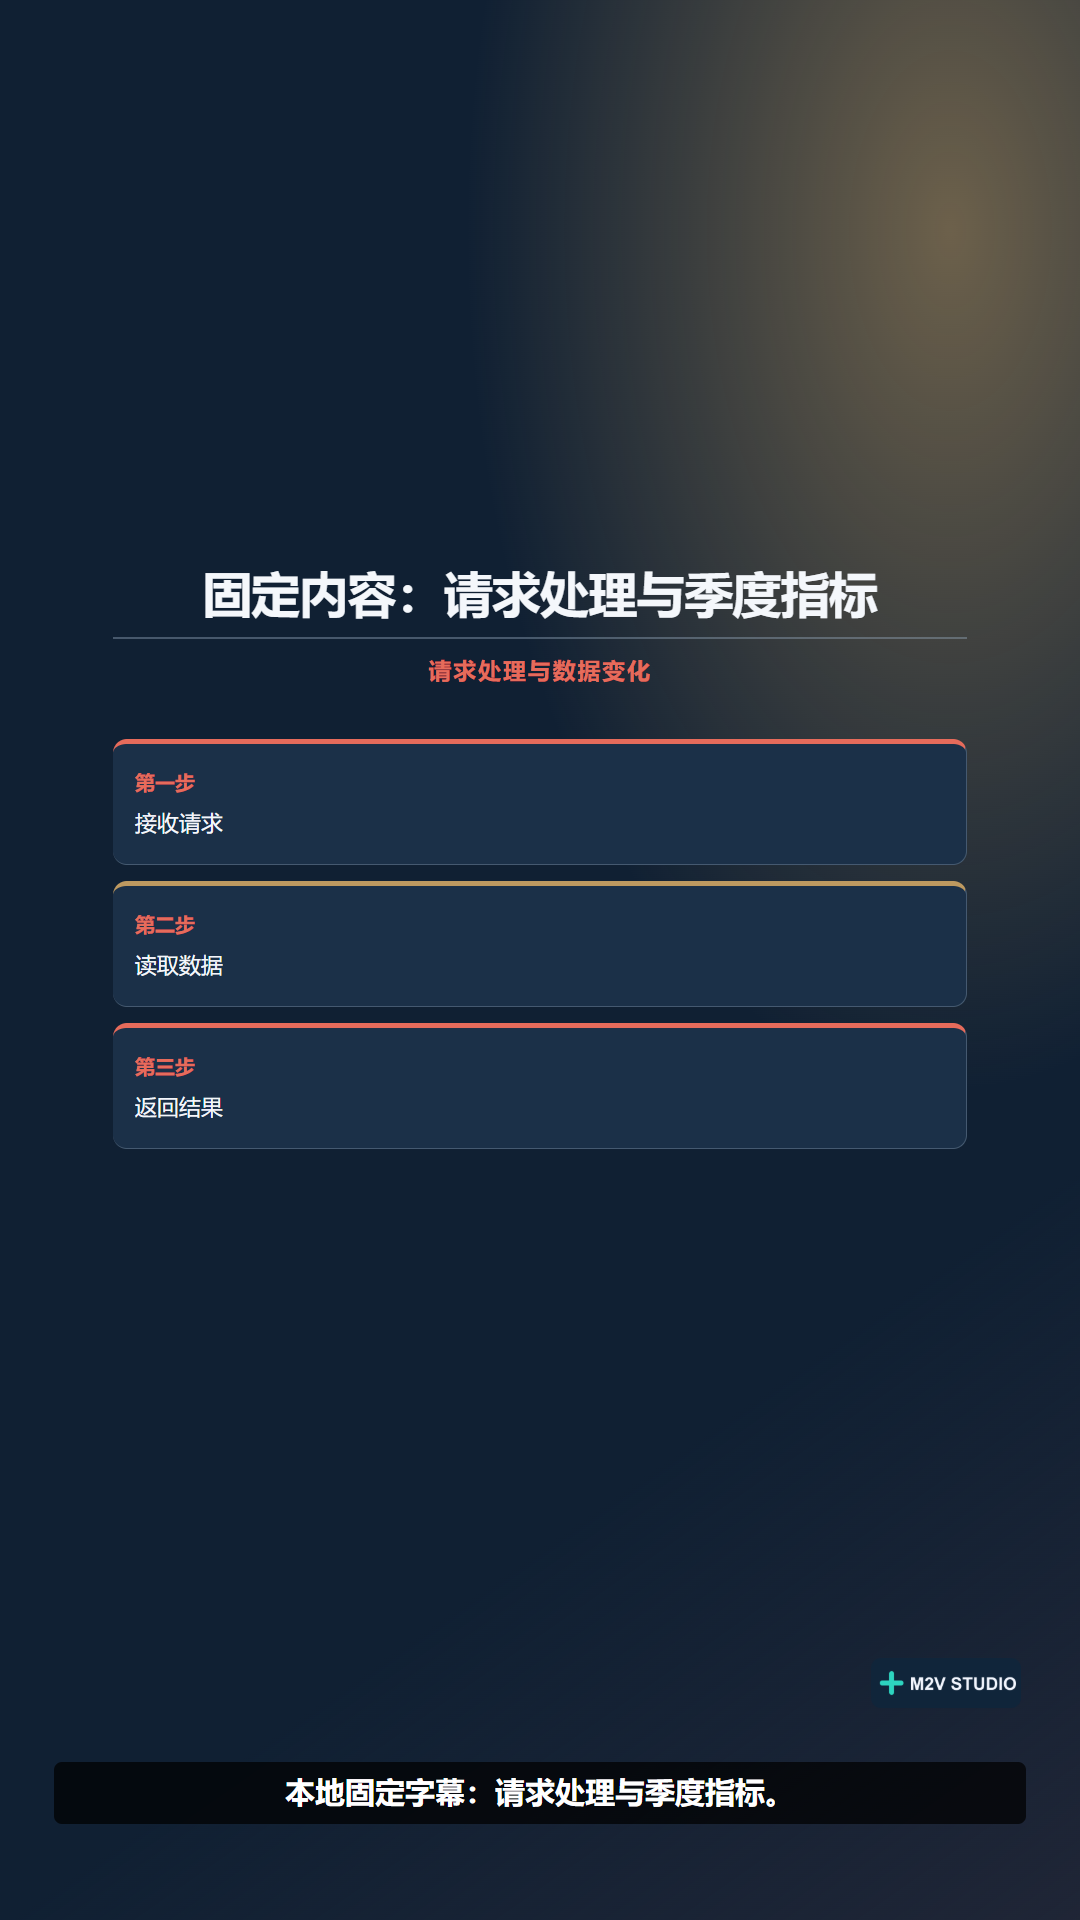 固定内容：请求处理与季度指标
请求处理与数据变化
第一步
接收请求
第二步
读取数据
第三步
返回结果
M2V STUDIO
本地固定字幕：请求处理与季度指标。